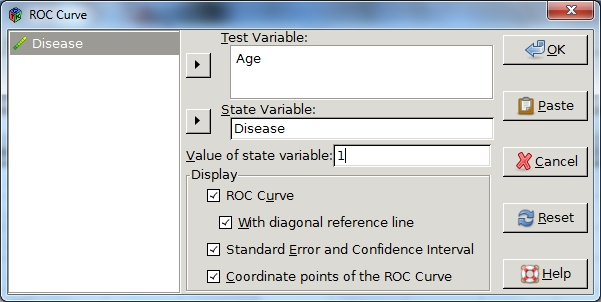 ROC Curve
Disease
Test Variable:
Age
State Variable:
Disease
Value of state variable: 1
Display
ROC Curve
With diagonal reference line
Standard Error and Confidence Interval
Coordinate points of the ROC Curve
OK
Paste
Cancel
Reset
Help